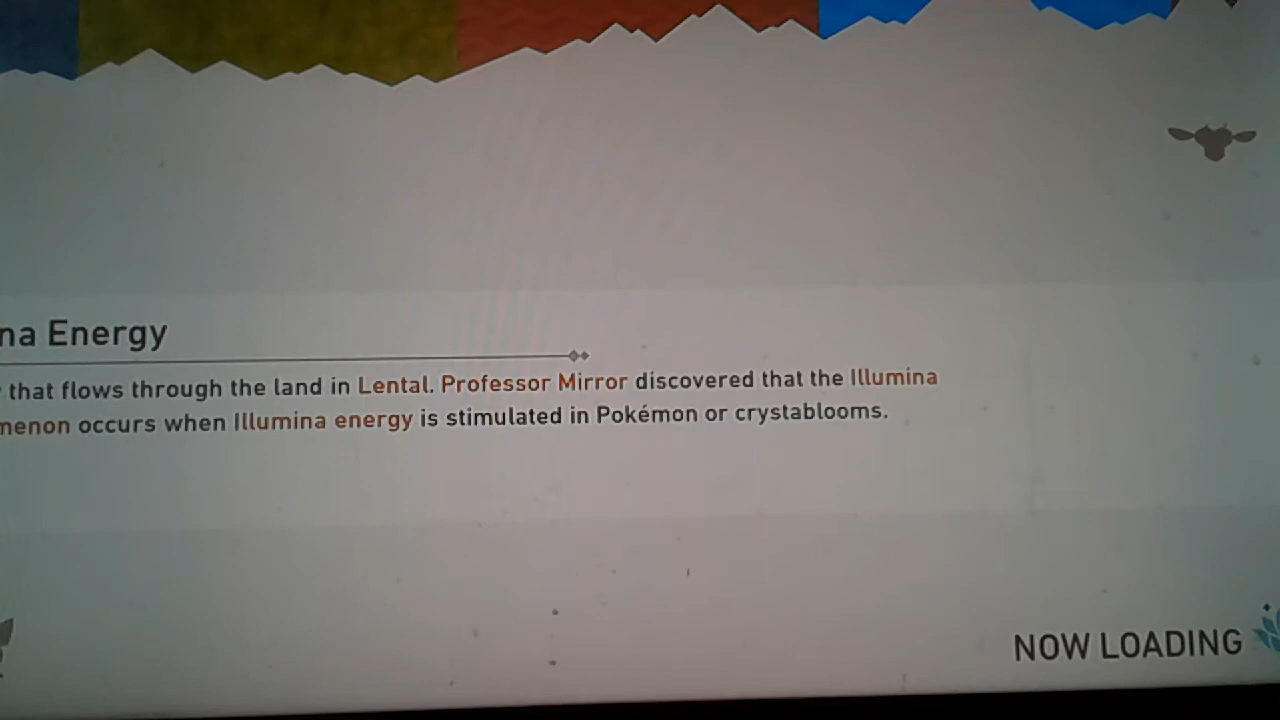 na Energy
that flows through the land in Lental. Professor Mirror discovered that the Illumina
menon occurs when Illumina energy is stimulated in Pokémon or crystablooms.
NOW LOADING